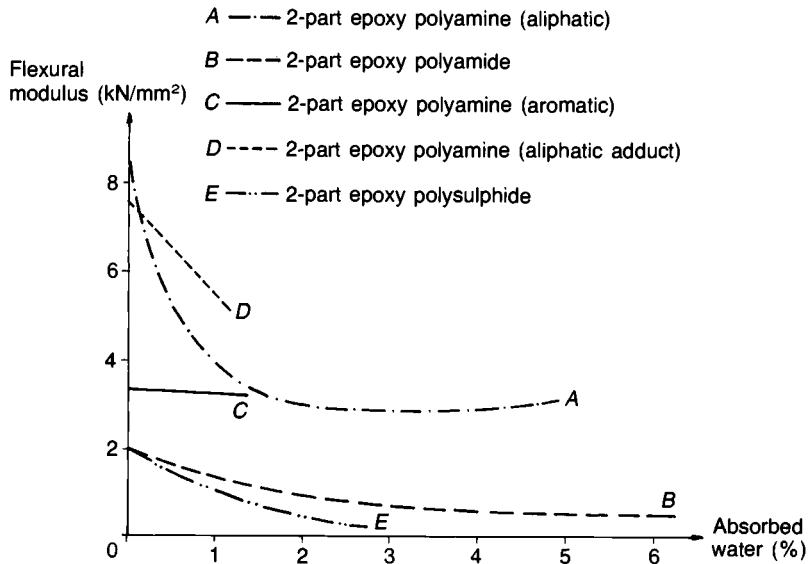 A 2-part epoxy polyamine (aliphatic)
B 2-part epoxy polyamide
C 2-part epoxy polyamine (aromatic)
D 2-part epoxy polyamine (aliphatic adduct)
E 2-part epoxy polysulphide
Flexural
modulus (kN/mm²)
8
6
4
2
0
D
C
A
B
E
1
2
3
4
5
6
Absorbed
water (%)